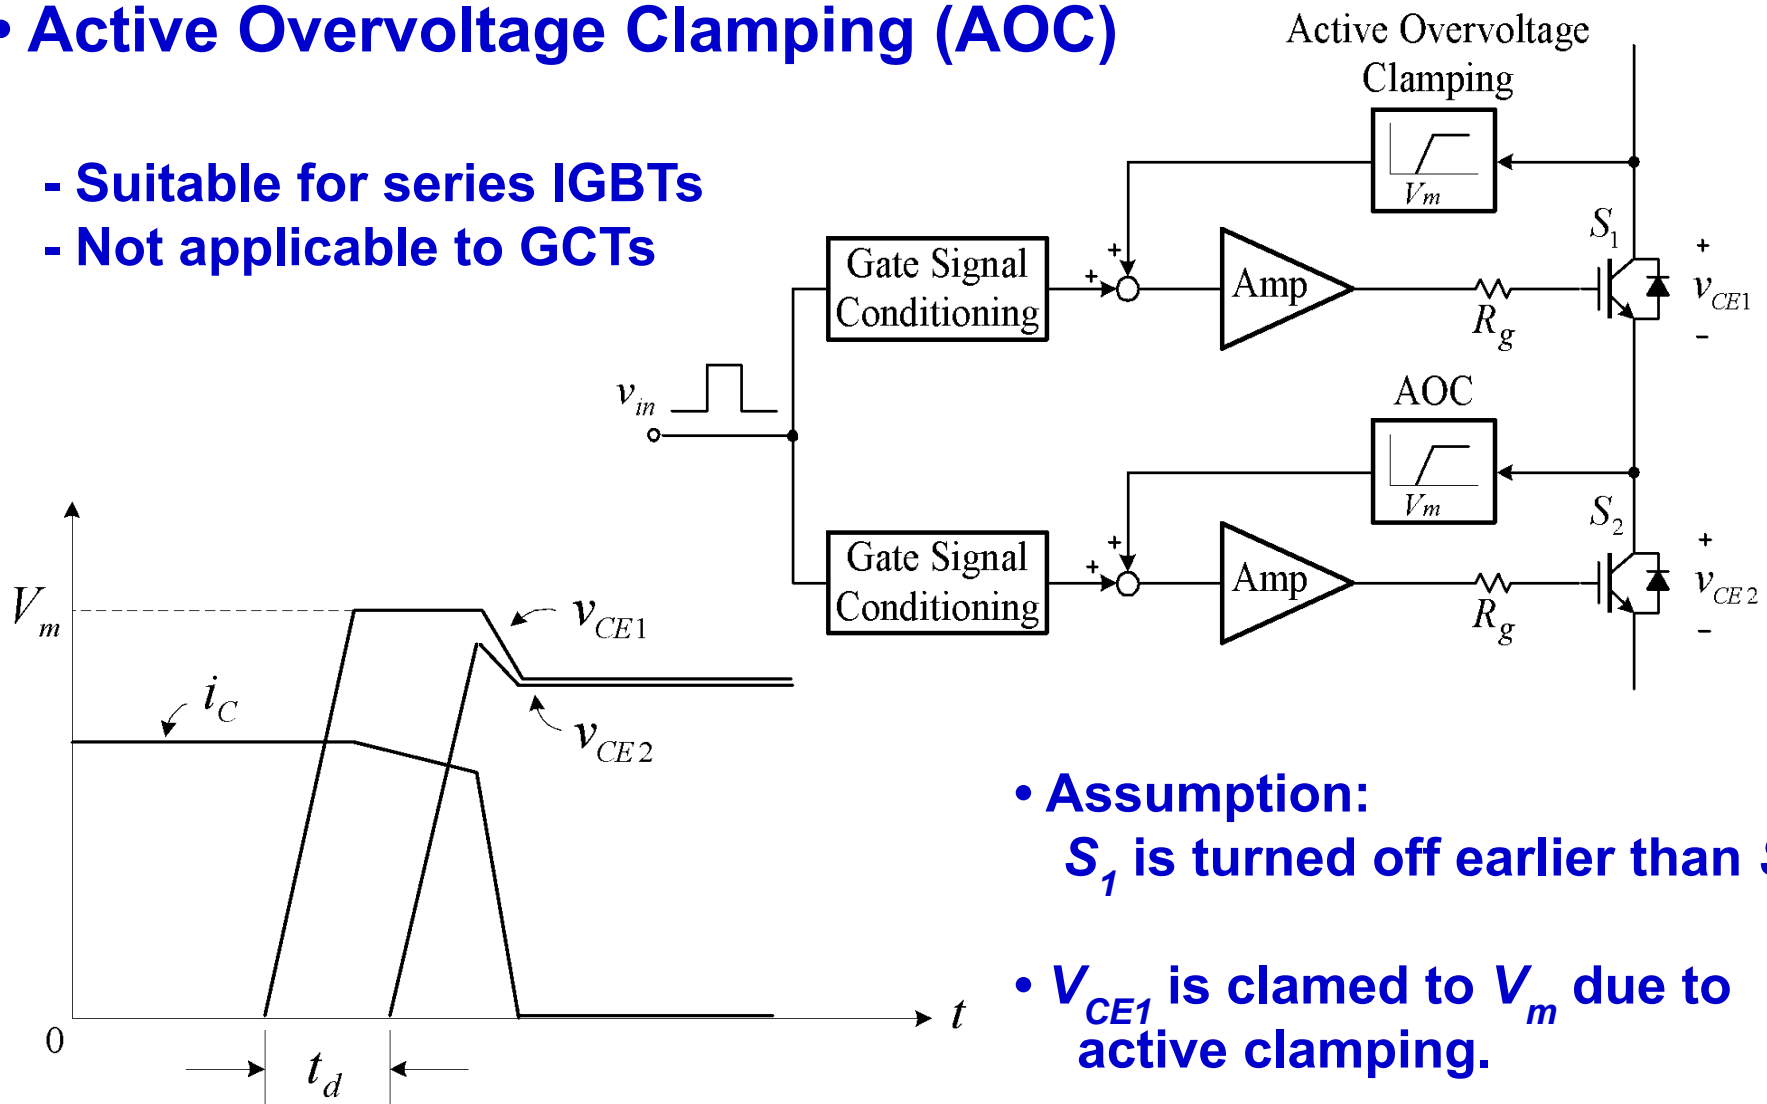 • Active Overvoltage Clamping (AOC)
- Suitable for series IGBTs
- Not applicable to GCTs
Active Overvoltage
Clamping
Vm
S1
+
vCE1
−
Gate Signal
Conditioning
+
+
Amp
Rg
vin
AOC
Vm
S2
+
vCE2
−
Gate Signal
Conditioning
+
+
Amp
Rg
Vm
vCE1
iC
vCE2
0
t
td
• Assumption:
S1 is turned off earlier than S
• VCE1 is clamed to Vm due to
active clamping.